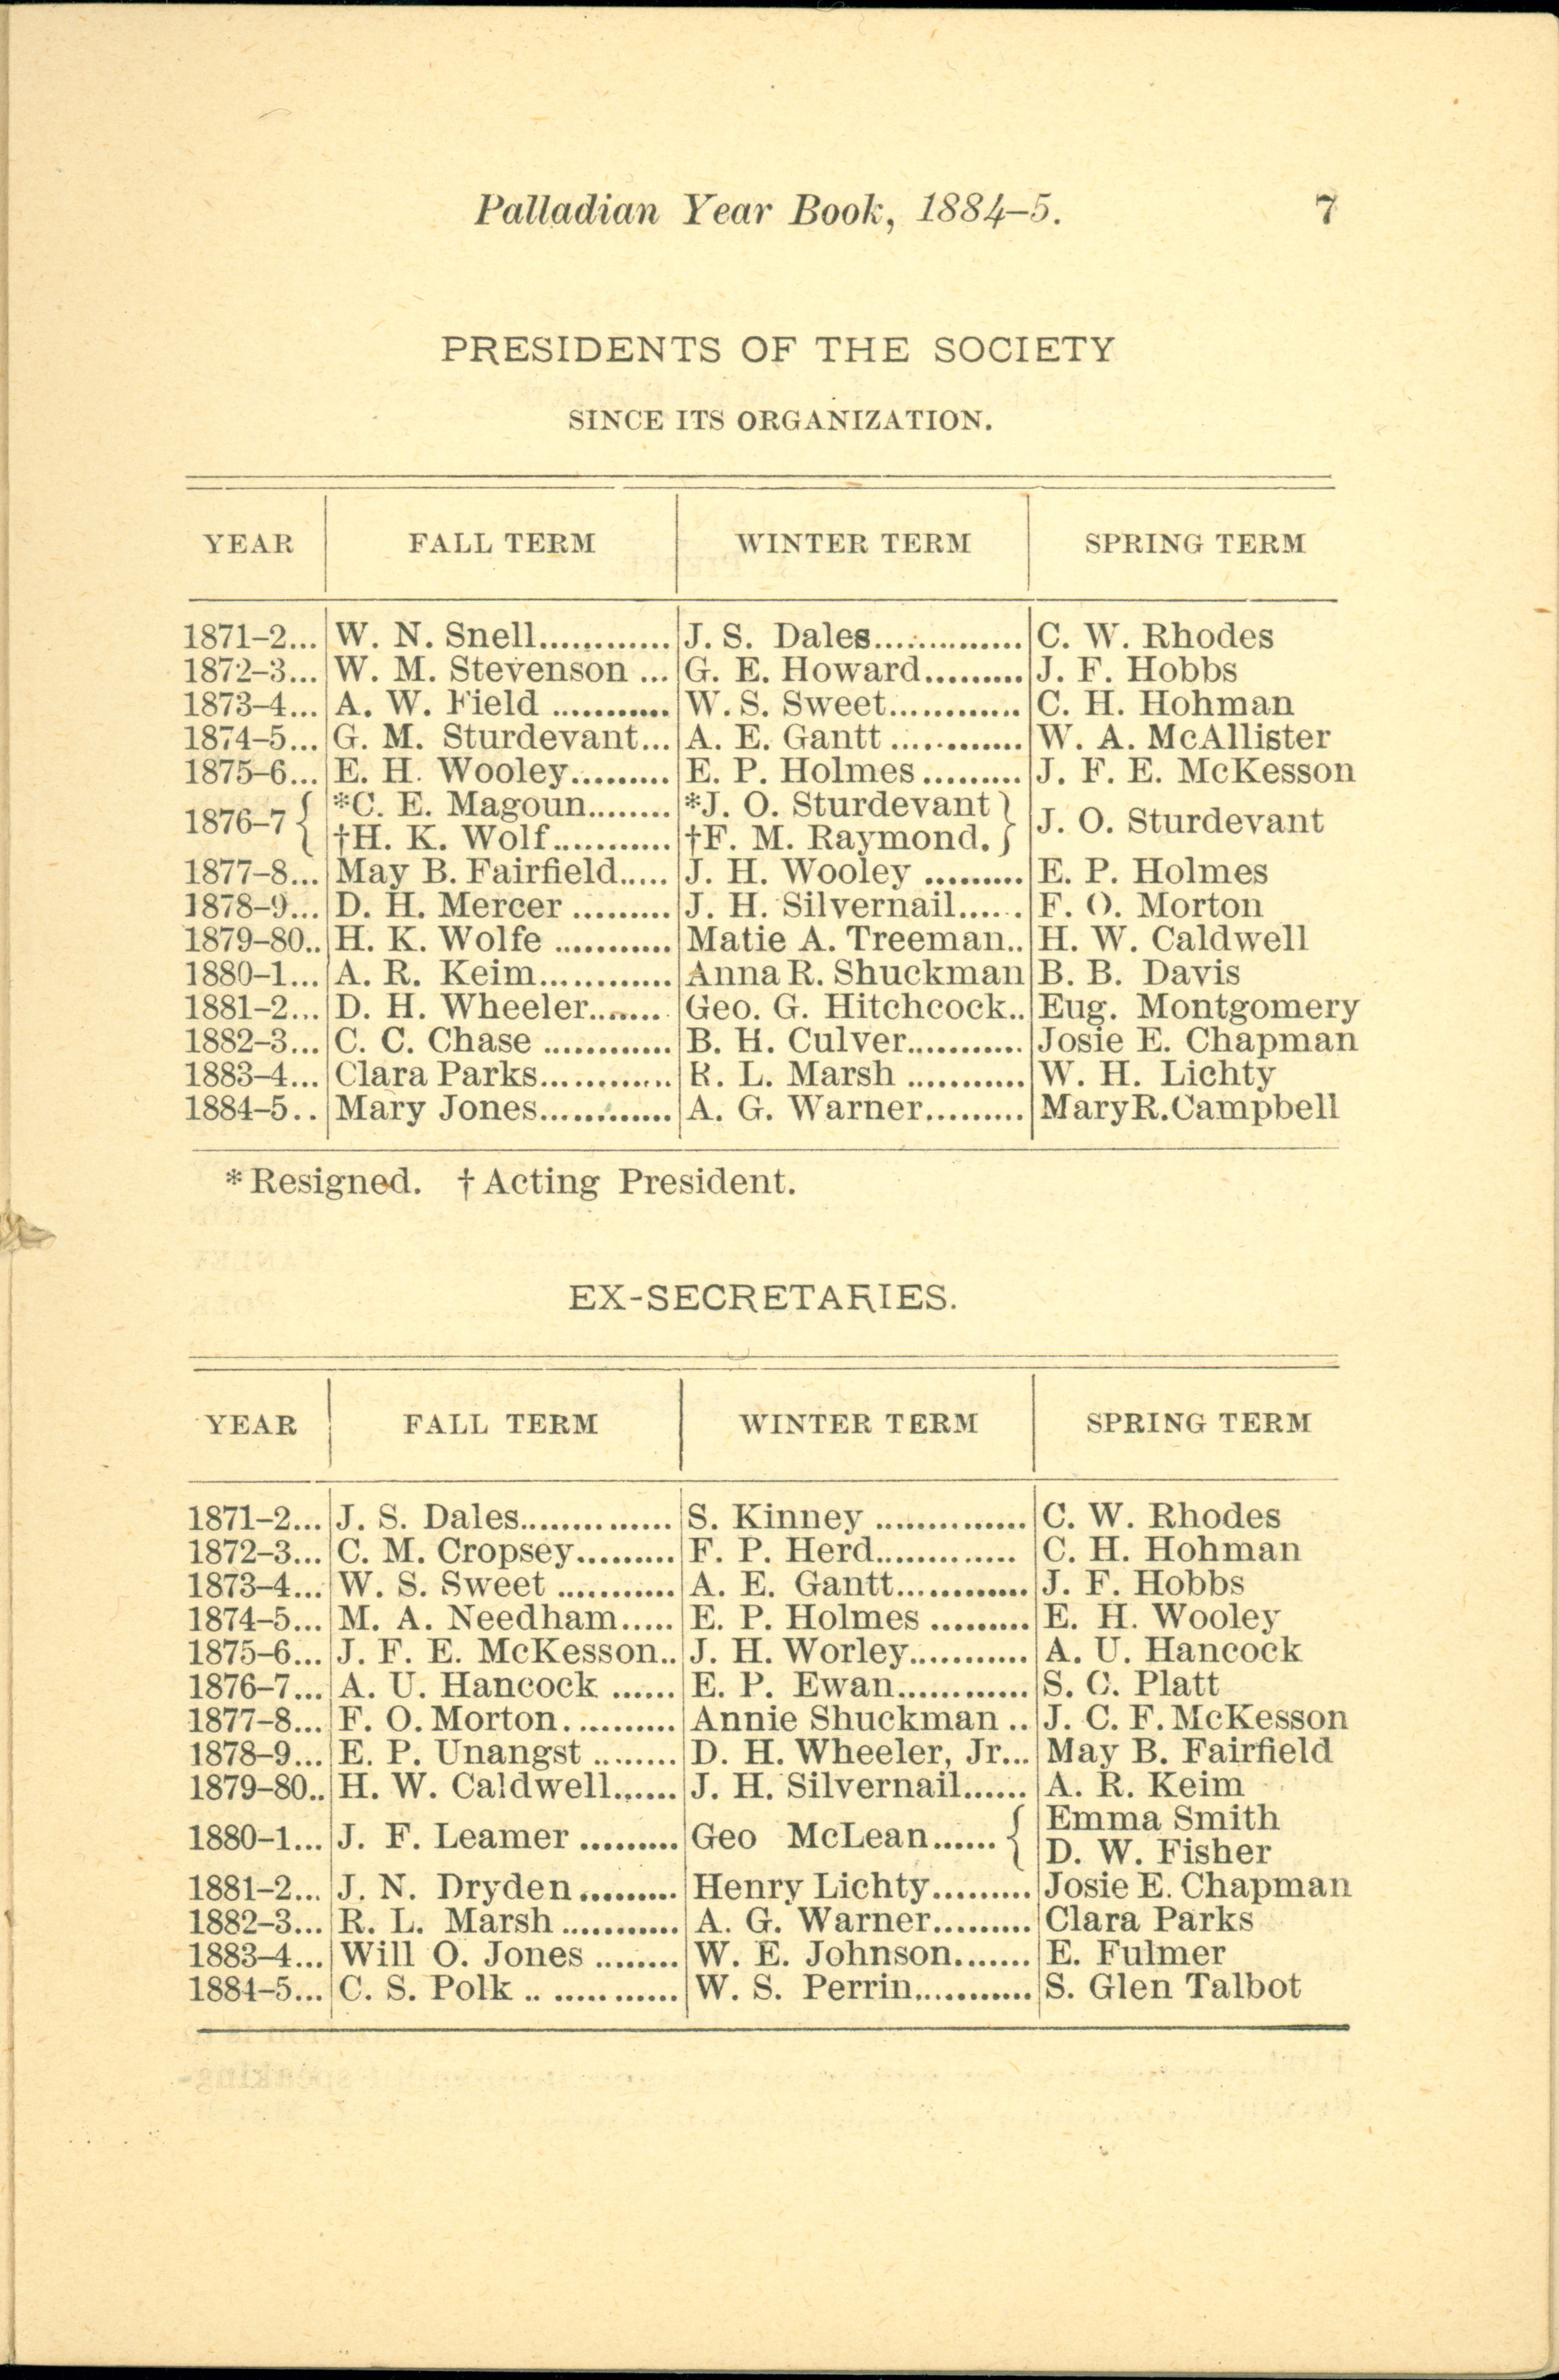 Palladian Year Book, 1884–5. 7
PRESIDENTS OF THE SOCIETY
SINCE ITS ORGANIZATION.
YEAR FALL TERM WINTER TERM SPRING TERM
1871–2... W. N. Snell............. J. S. Dales............... C. W. Rhodes
1872–3... W. M. Stevenson ... G. E. Howard.......... J. F. Hobbs
1873–4... A. W. Field ............ W. S. Sweet............. C. H. Hohman
1874–5... G. M. Sturdevant... A. E. Gantt ............. W. A. McAllister
1875–6... E. H. Wooley.......... E. P. Holmes .......... J. F. E. McKesson
1876–7 { *C. E. Magoun........ *J. O. Sturdevant } J. O. Sturdevant
†H. K. Wolf............ †F. M. Raymond.
1877–8... May B. Fairfield..... J. H. Wooley .......... E. P. Holmes
1878–9... D. H. Mercer .......... J. H. Silvernail...... F. O. Morton
1879–80.. H. K. Wolfe ............ Matie A. Treeman.. H. W. Caldwell
1880–1... A. R. Keim............. Anna R. Shuckman B. B. Davis
1881–2... D. H. Wheeler........ Geo. G. Hitchcock.. Eug. Montgomery
1882–3... C. C. Chase ............. B. H. Culver............ Josie E. Chapman
1883–4... Clara Parks............. R. L. Marsh ............ W. H. Lichty
1884–5.. Mary Jones............. A. G. Warner.......... Mary R. Campbell
* Resigned. † Acting President.
EX-SECRETARIES.
YEAR FALL TERM WINTER TERM SPRING TERM
1871–2... J. S. Dales............... S. Kinney ............... C. W. Rhodes
1872–3... C. M. Cropsey.......... F. P. Herd.............. C. H. Hohman
1873–4... W. S. Sweet ............ A. E. Gantt............. J. F. Hobbs
1874–5... M. A. Needham..... E. P. Holmes .......... E. H. Wooley
1875–6... J. F. E. McKesson.. J. H. Worley............ A. U. Hancock
1876–7... A. U. Hancock ....... E. P. Ewan............. S. C. Platt
1877–8... F. O. Morton........... Annie Shuckman .. J. C. F. McKesson
1878–9... E. P. Unangst ......... D. H. Wheeler, Jr... May B. Fairfield
1879–80.. H. W. Caldwell....... J. H. Silvernail...... A. R. Keim
1880–1... J. F. Leamer .......... Geo McLean...... { Emma Smith
D. W. Fisher
1881–2... J. N. Dryden.......... Henry Lichty.......... Josie E. Chapman
1882–3... R. L. Marsh ............ A. G. Warner.......... Clara Parks
1883–4... Will O. Jones ......... W. E. Johnson........ E. Fulmer
1884–5... C. S. Polk .. ............. W. S. Perrin............ S. Glen Talbot